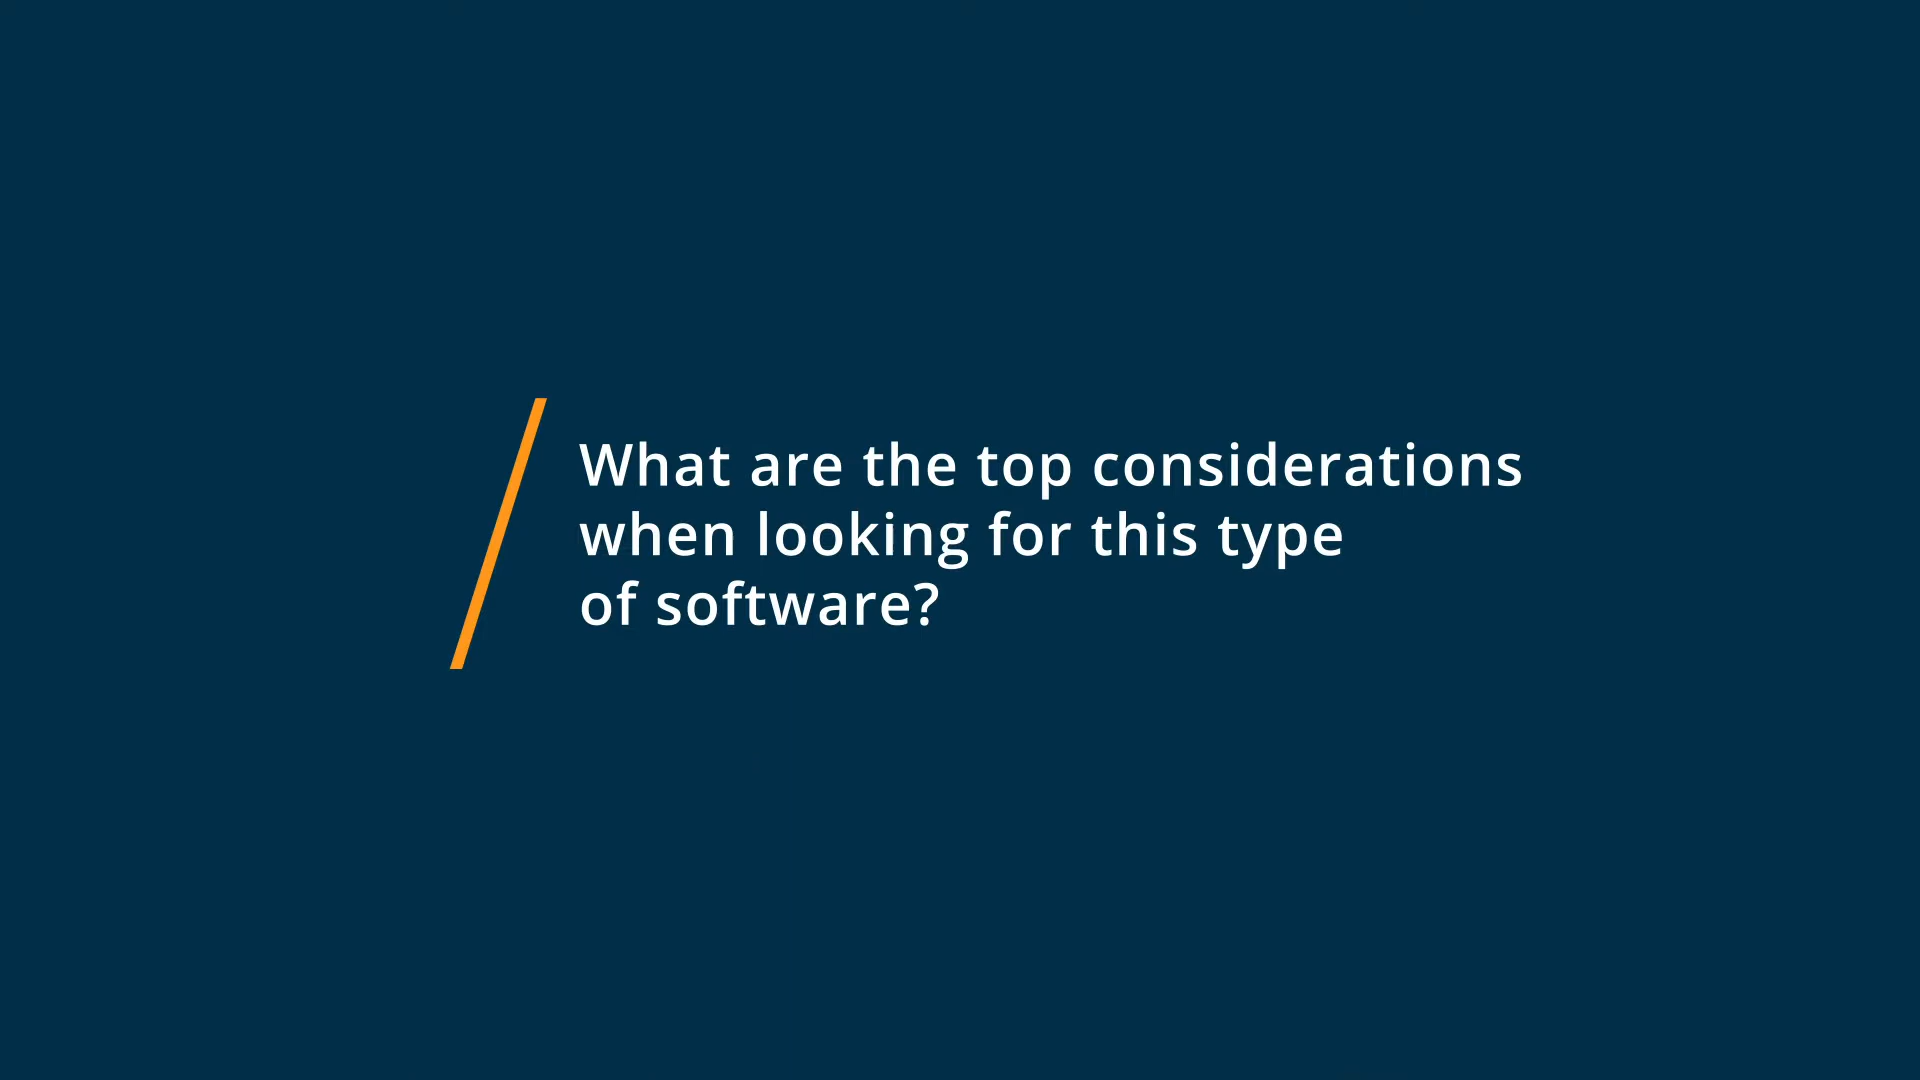 What are the top considerations
when looking for this type
of software?